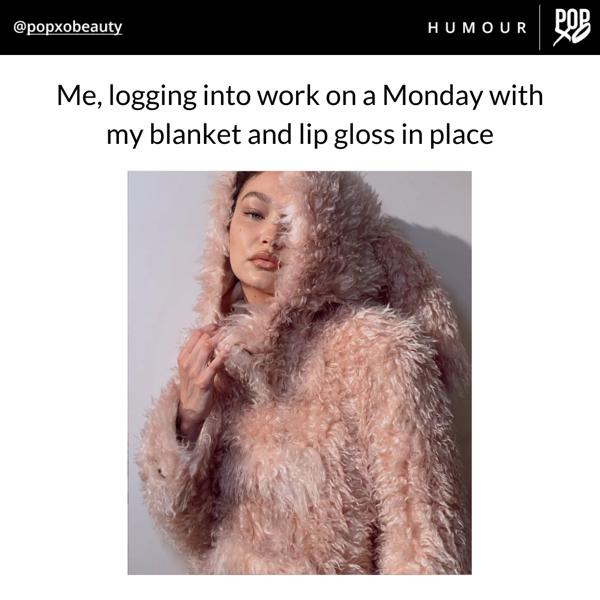 @popxobeauty
HUMOUR
POP
XO
Me, logging into work on a Monday with
my blanket and lip gloss in place